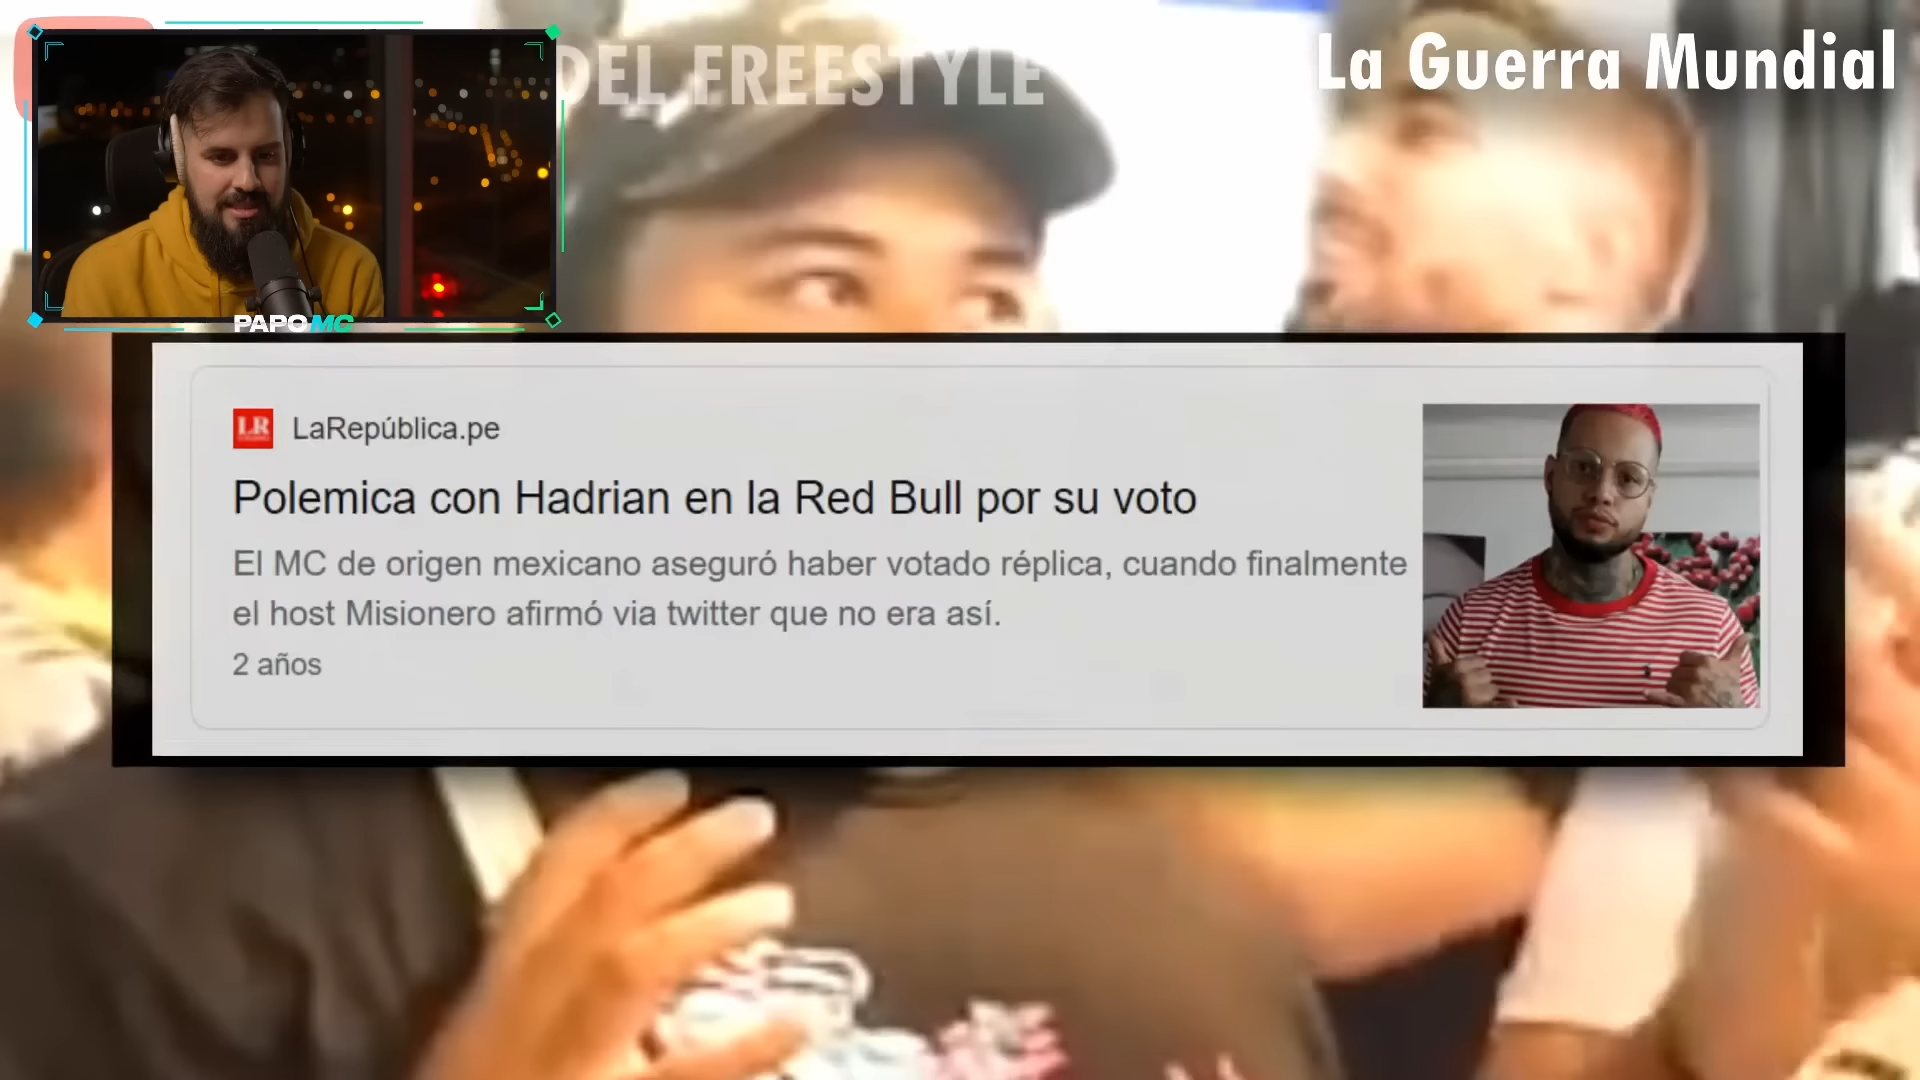 DEL FREESTYLE
La Guerra Mundial
PAPO MC
LR LaRepública.pe
Polemica con Hadrian en la Red Bull por su voto
El MC de origen mexicano aseguró haber votado réplica, cuando finalmente
el host Misionero afirmó via twitter que no era así.
2 años